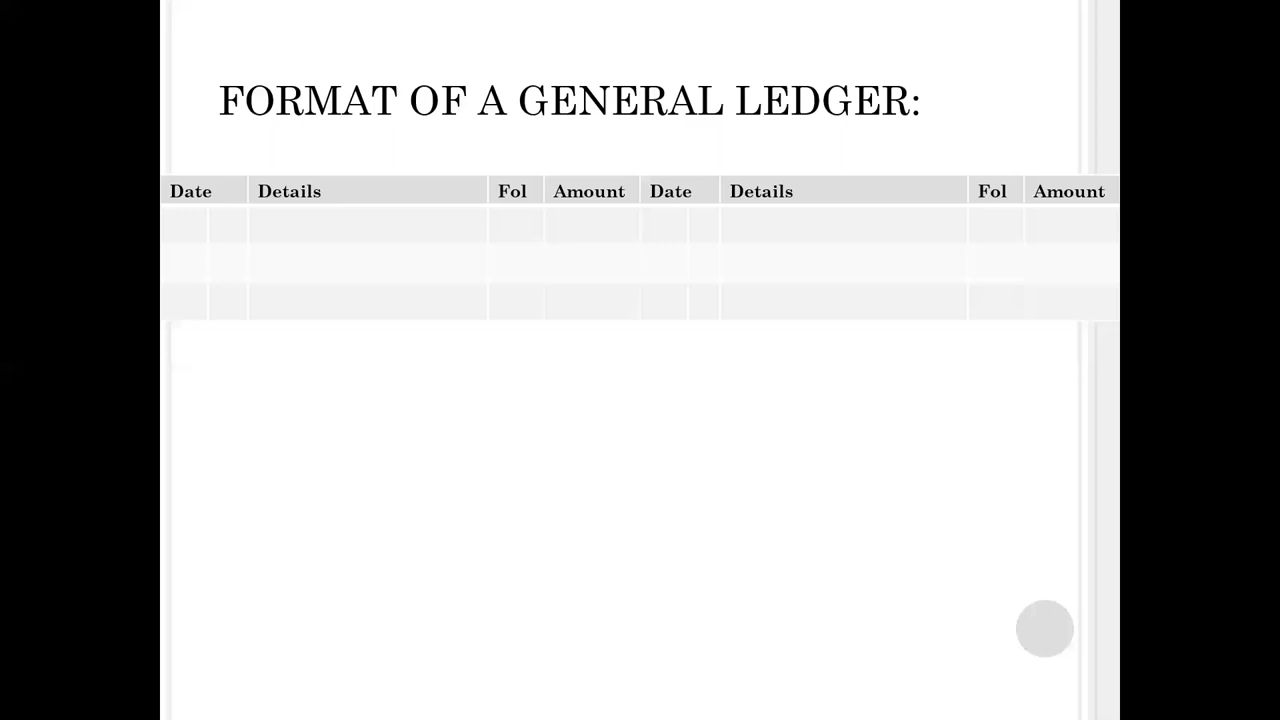 FORMAT OF A GENERAL LEDGER:
Date Details Fol Amount Date Details Fol Amount